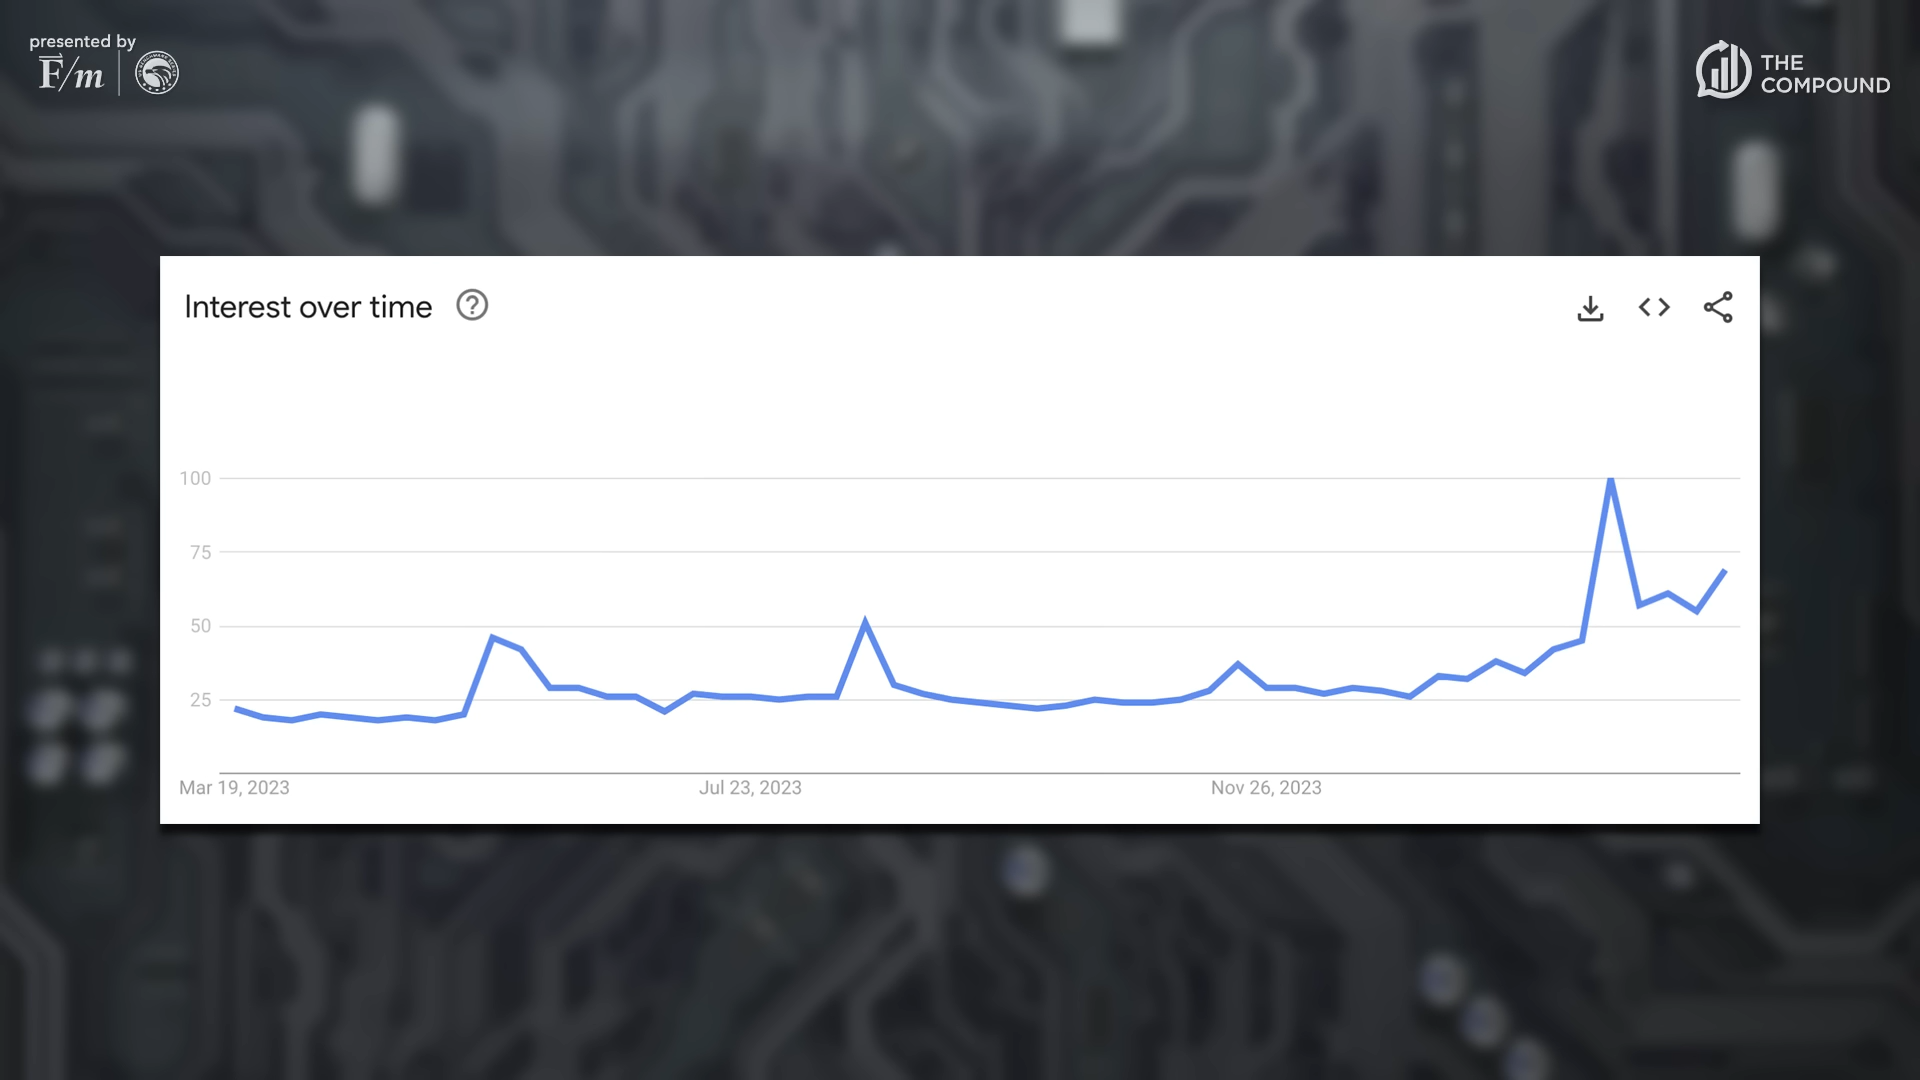 presented by
F/m
THE
COMPOUND
Interest over time
100
75
50
25
Mar 19, 2023
Jul 23, 2023
Nov 26, 2023